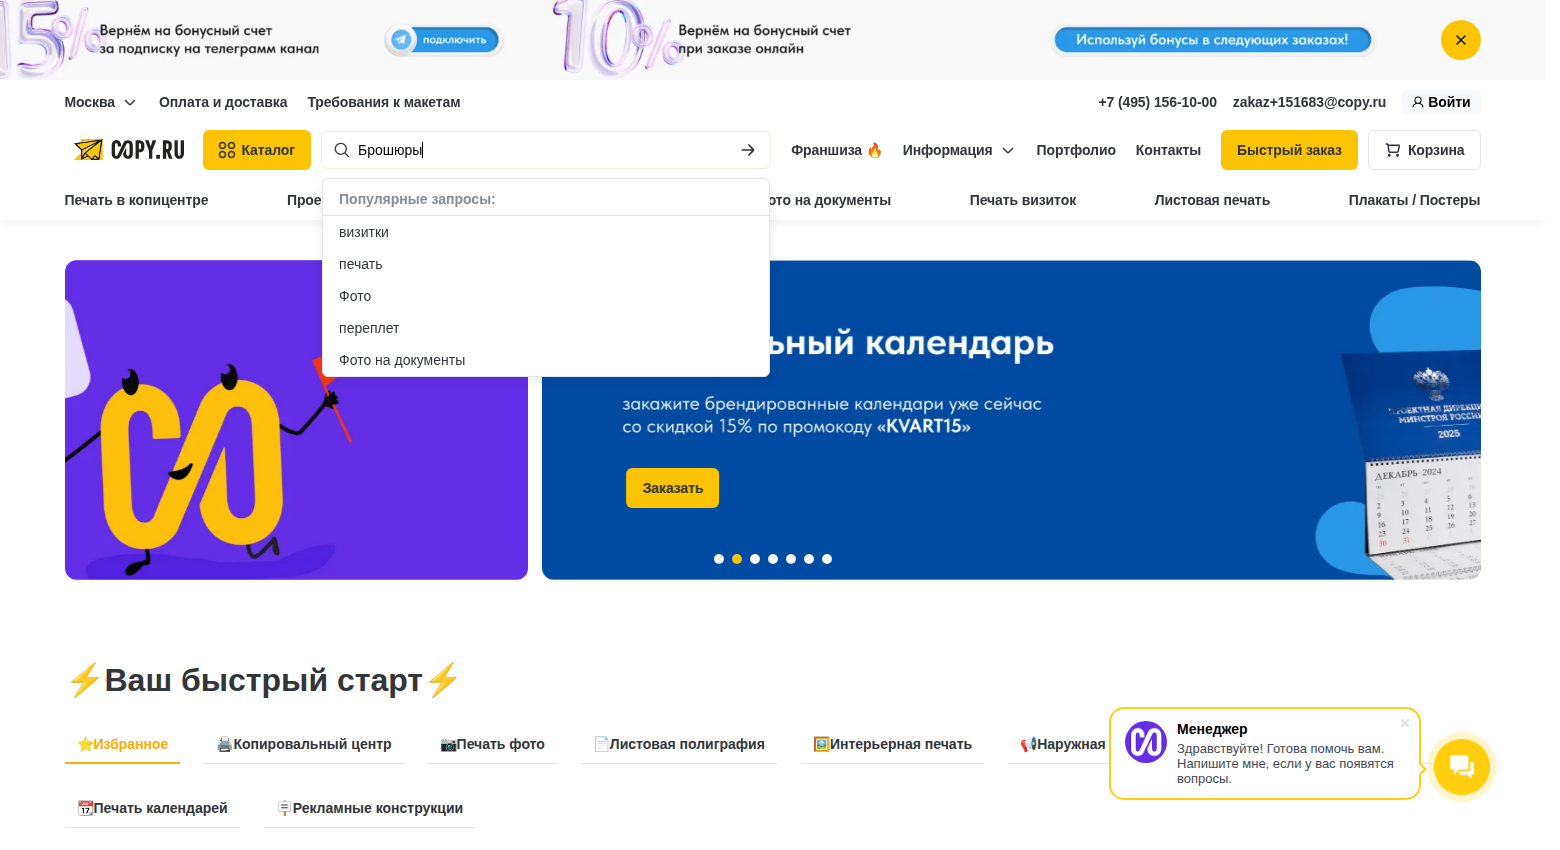 15%
Вернём на бонусный счет
за подписку на телеграмм канал
подключить
10%
Вернём на бонусный счет
при заказе онлайн
Используй бонусы в следующих заказах!
Москва
Оплата и доставка
Требования к макетам
+7 (495) 156-10-00
zakaz+151683@copy.ru
Войти
COPY.RU
Каталог
Брошюры
Франшиза 🔥
Информация
Портфолио
Контакты
Быстрый заказ
Корзина
Печать в копицентре
Прое
ото на документы
Печать визиток
Листовая печать
Плакаты / Постеры
Популярные запросы:
визитки
печать
Фото
переплет
Фото на документы
ьный календарь
закажите брендированные календари уже сейчас
со скидкой 15% по промокоду «KVART15»
Заказать
ПРОЕКТНАЯ ДИРЕКЦИ
МИНСТРОЯ РОССИИ
2025
ДЕКАБРЬ 2024
⚡Ваш быстрый старт⚡
⭐Избранное
🖨️Копировальный центр
📷Печать фото
📄Листовая полиграфия
🖼️Интерьерная печать
📢Наружная
📆Печать календарей
🪧Рекламные конструкции
Менеджер
Здравствуйте! Готова помочь вам.
Напишите мне, если у вас появятся
вопросы.